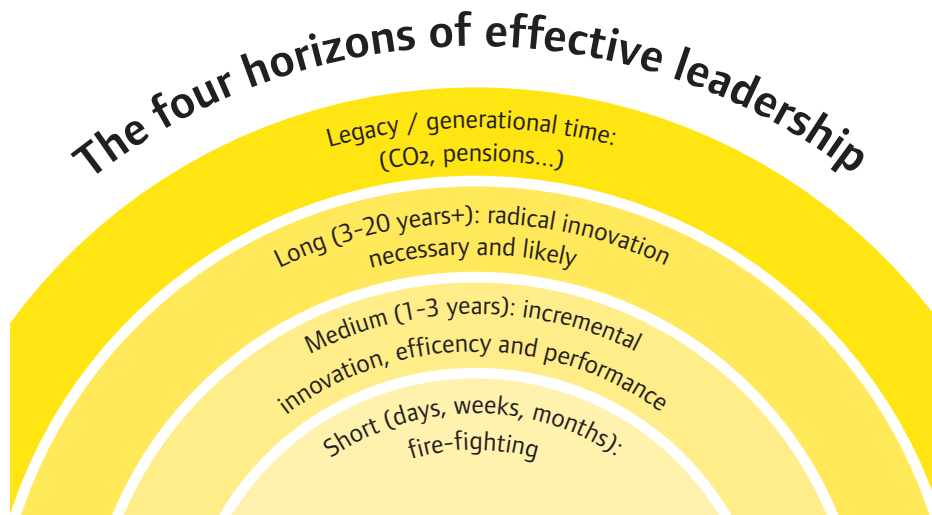 The four horizons of effective leadership
Legacy / generational time:
(CO2, pensions...)
Long (3-20 years+): radical innovation
necessary and likely
Medium (1-3 years): incremental
innovation, efficency and performance
Short (days, weeks, months):
fire-fighting